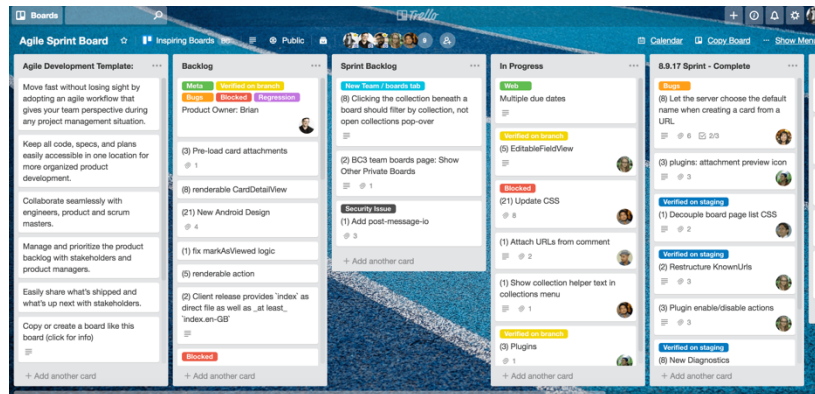 Boards
Trello
Agile Sprint Board
Inspiring Boards
Public
9
Calendar
Copy Board
Show Menu
Agile Development Template:
Move fast without losing sight by
adopting an agile workflow that
gives your team perspective during
any project management situation.
Keep all code, specs, and plans
easily accessible in one location for
more organized product
development.
Collaborate seamlessly with
engineers, product and scrum
masters.
Manage and prioritize the product
backlog with stakeholders and
product managers.
Easily share what's shipped and
what's up next with stakeholders.
Copy or create a board like this
board (click for info)
+ Add another card
Backlog
Meta Verified on branch
Bugs Blocked Regression
Product Owner: Brian
(3) Pre-load card attachments
1
(8) renderable CardDetailView
(21) New Android Design
4
(1) fix markAsViewed logic
(5) renderable action
(2) Client release provides `index` as
direct file as well as _at least_
`index.en-GB`
Blocked
+ Add another card
Sprint Backlog
New Team / boards tab
(8) Clicking the collection beneath a
board should filter by collection, not
open collections pop-over
(2) BC3 team boards page: Show
Other Private Boards
1
Security Issue
(1) Add post-message-io
3
+ Add another card
In Progress
Web
Multiple due dates
Verified on branch
(5) EditableFieldView
Blocked
(21) Update CSS
8
(1) Attach URLs from comment
2
(1) Show collection helper text in
collections menu
1
Verified on branch
(3) Plugins
1
+ Add another card
8.9.17 Sprint - Complete
Bugs
(8) Let the server choose the default
name when creating a card from a
URL
6 2/3
(3) plugins: attachment preview icon
3
Verified on staging
(1) Decouple board page list CSS
2
Verified on staging
(2) Restructure KnownUrls
3
(3) Plugin enable/disable actions
3
Verified on staging
(8) New Diagnostics
+ Add another card